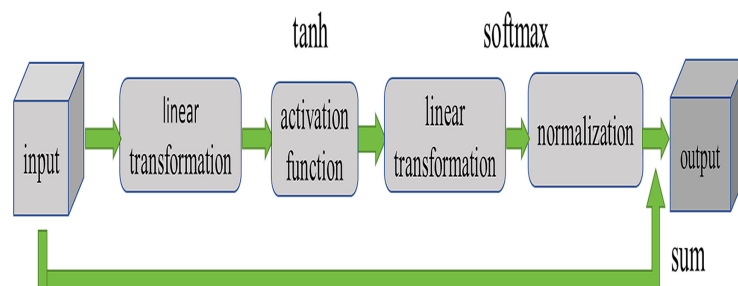 tanh
softmax
input
linear
transformation
activation
function
linear
transformation
normalization
output
sum